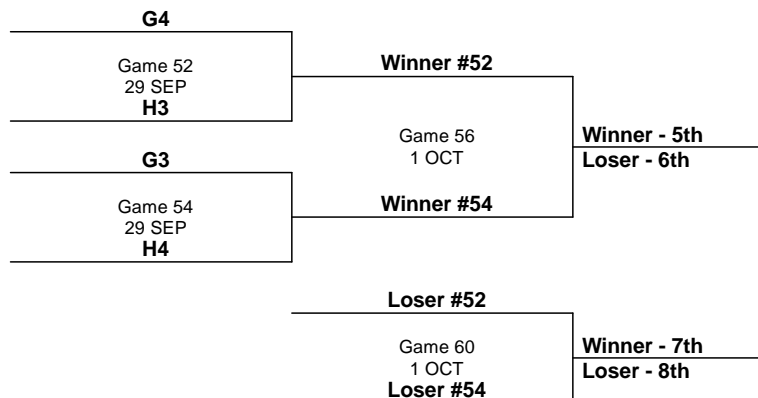 G4
Game 52
29 SEP
H3
Winner #52
Game 56
1 OCT
Winner - 5th
Loser - 6th
G3
Game 54
29 SEP
H4
Winner #54
Loser #52
Game 60
1 OCT
Loser #54
Winner - 7th
Loser - 8th